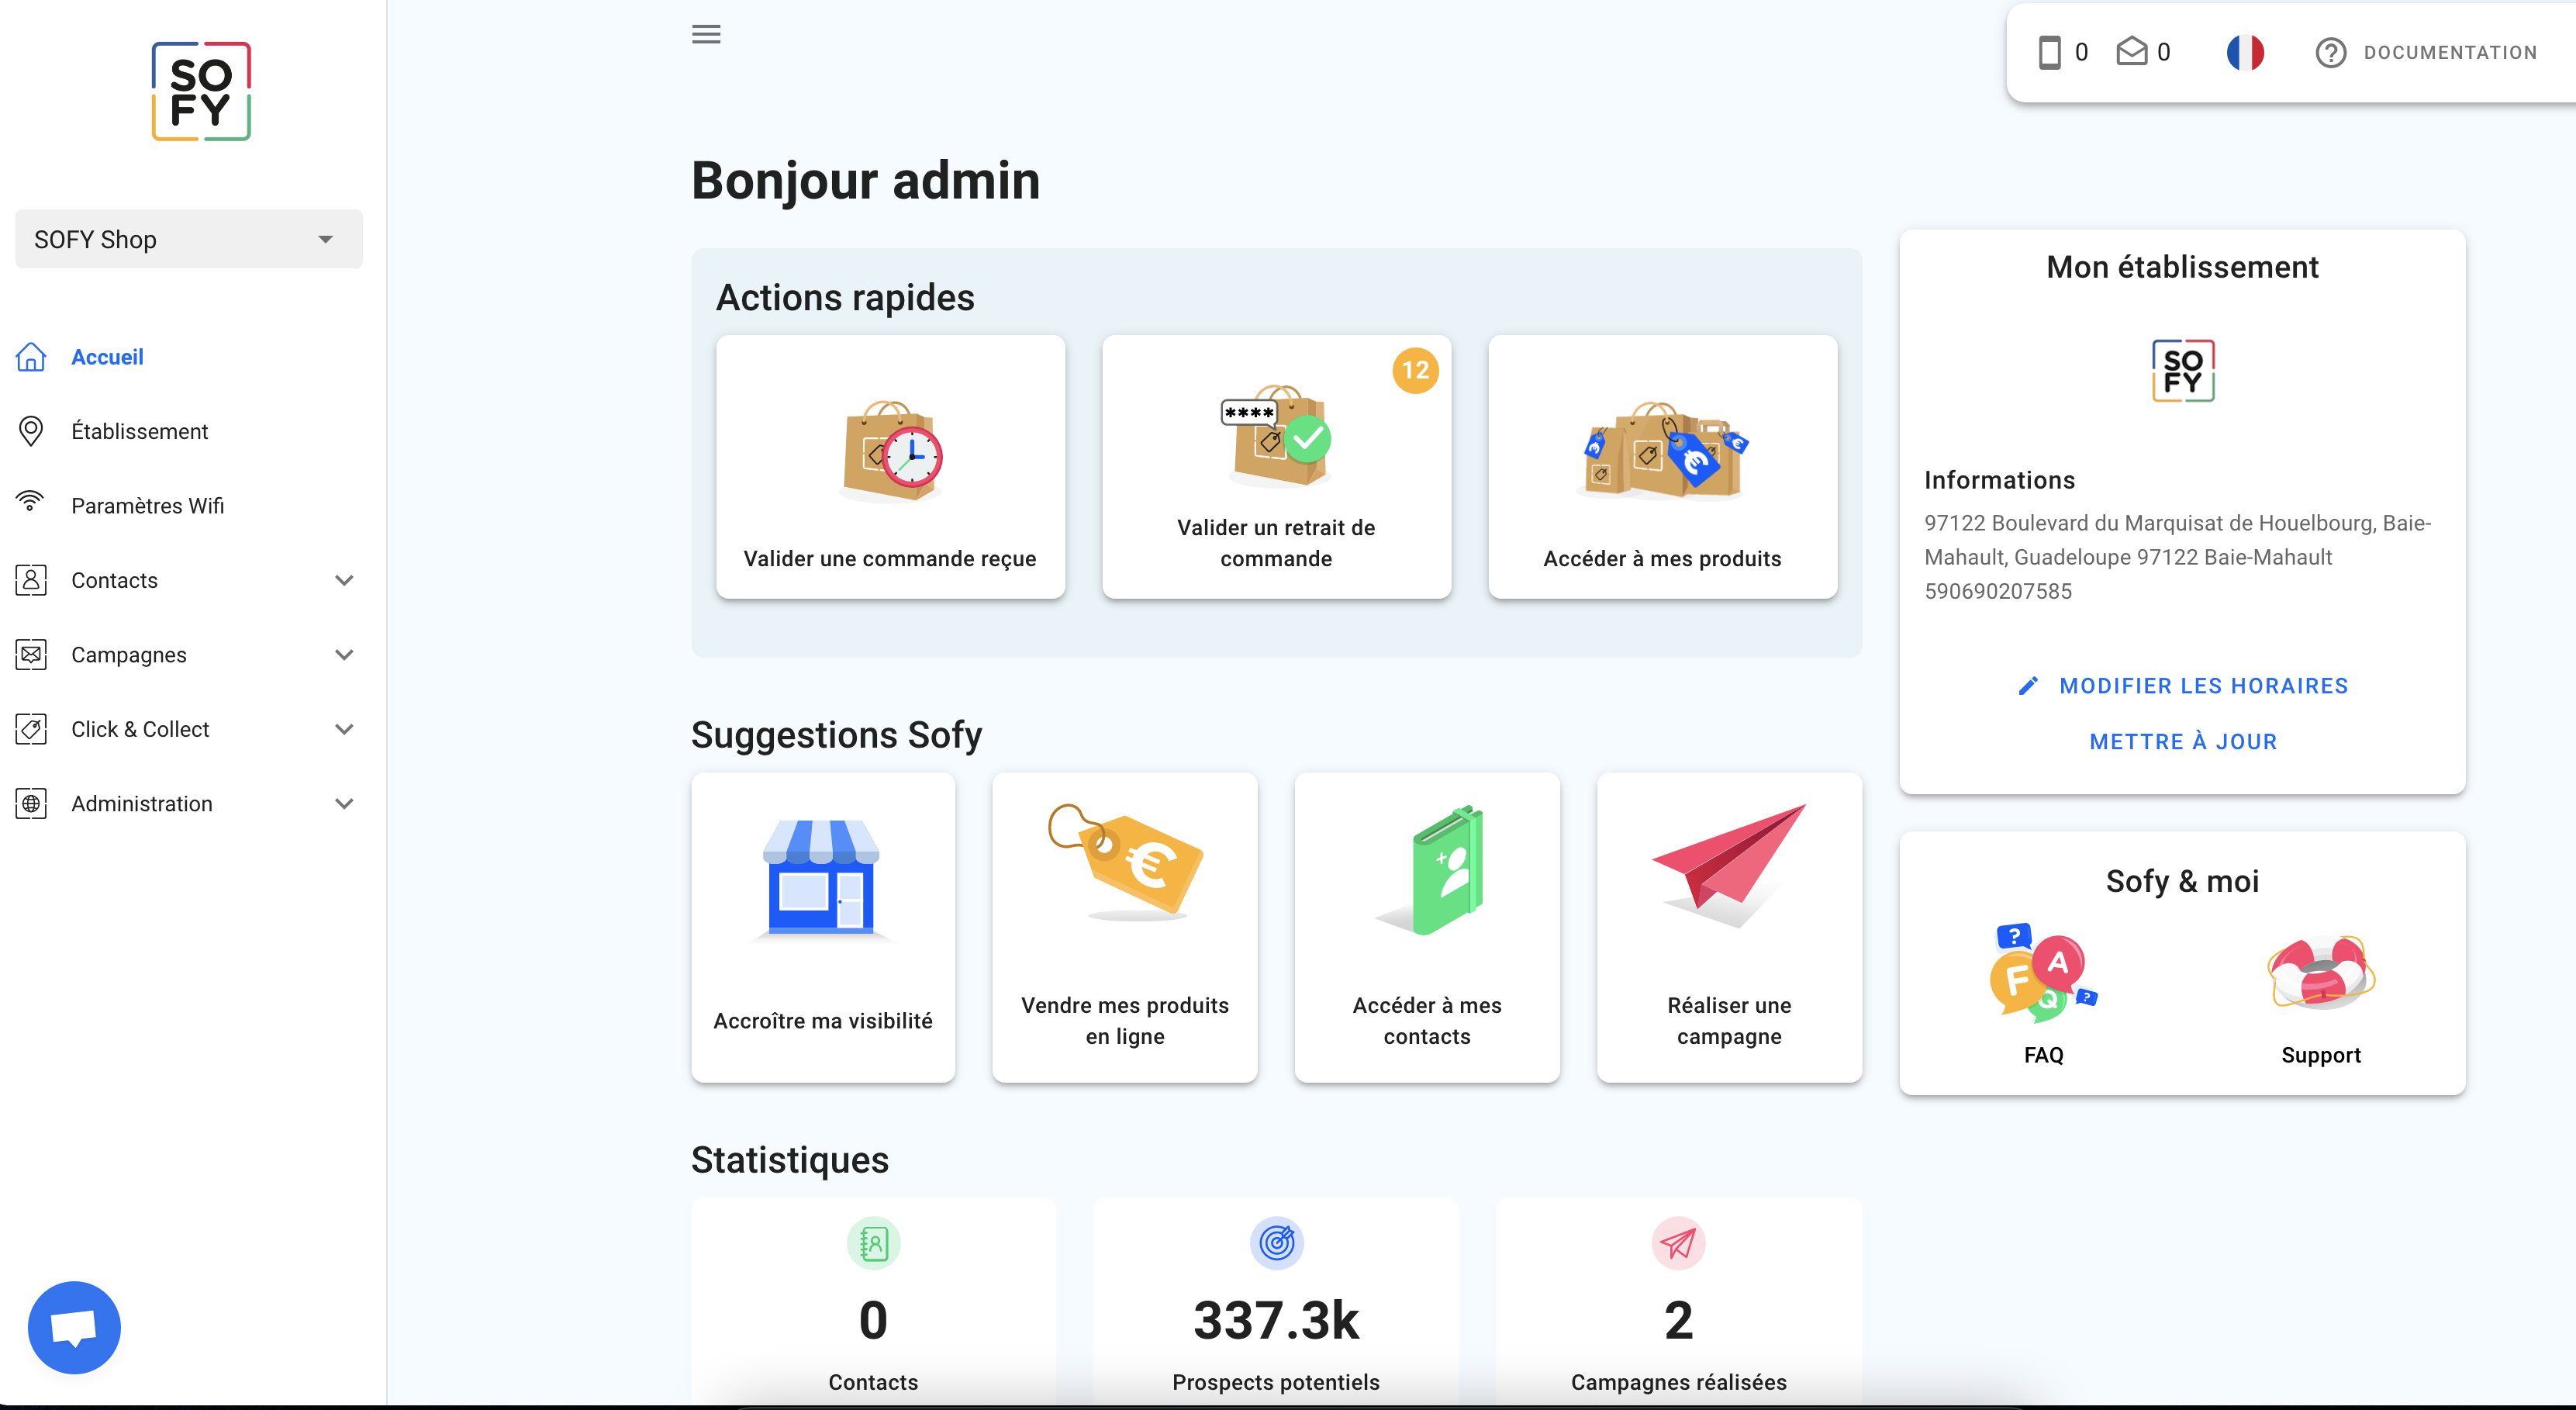 SO
FY
SOFY Shop
Accueil
Établissement
Paramètres Wifi
Contacts
Campagnes
Click & Collect
Administration
0
0
DOCUMENTATION
Bonjour admin
Actions rapides
Valider une commande reçue
12
****
Valider un retrait de
commande
€
€
€
Accéder à mes produits
Suggestions Sofy
Accroître ma visibilité
€
Vendre mes produits
en ligne
Accéder à mes
contacts
Réaliser une
campagne
Statistiques
0
Contacts
337.3k
Prospects potentiels
2
Campagnes réalisées
Mon établissement
SO
FY
Informations
97122 Boulevard du Marquisat de Houelbourg, Baie-
Mahault, Guadeloupe 97122 Baie-Mahault
590690207585
MODIFIER LES HORAIRES
METTRE À JOUR
Sofy & moi
?
F
A
Q
?
FAQ
Support